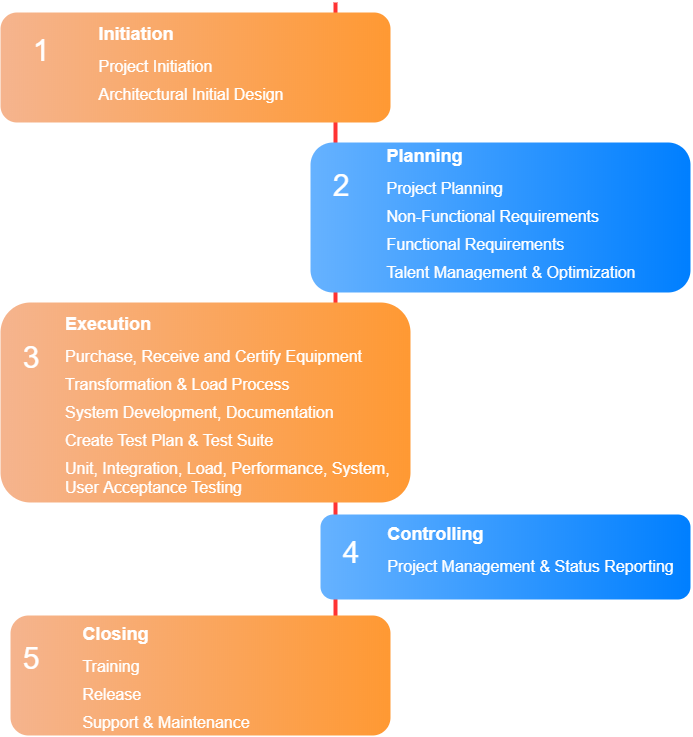 1
Initiation
Project Initiation
Architectural Initial Design
2
Planning
Project Planning
Non-Functional Requirements
Functional Requirements
Talent Management & Optimization
3
Execution
Purchase, Receive and Certify Equipment
Transformation & Load Process
System Development, Documentation
Create Test Plan & Test Suite
Unit, Integration, Load, Performance, System,
User Acceptance Testing
4
Controlling
Project Management & Status Reporting
5
Closing
Training
Release
Support & Maintenance